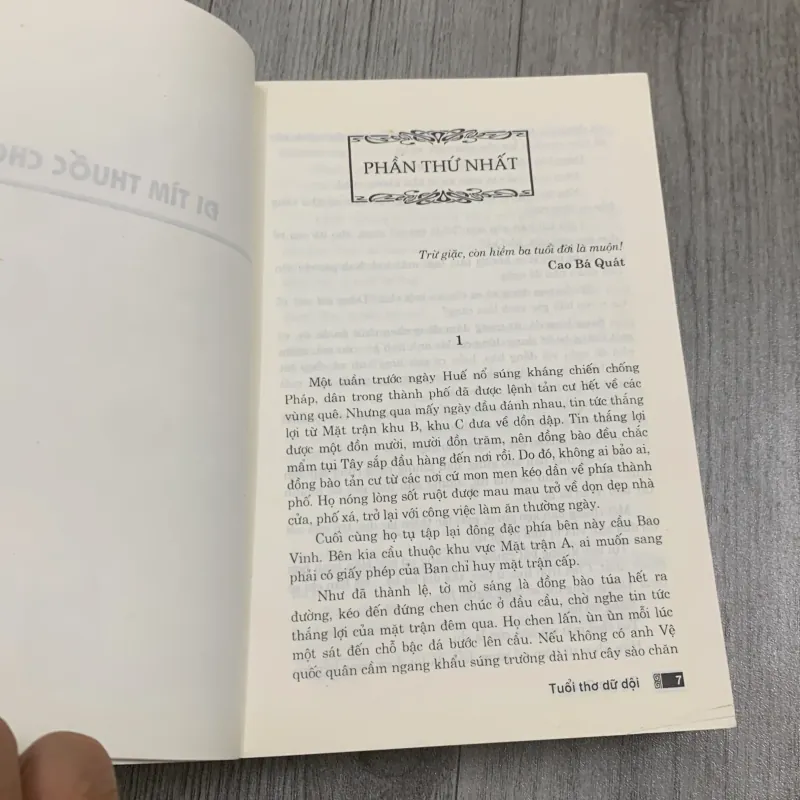 ĐI TÌM THUỐC CHO
PHẦN THỨ NHẤT
Trừ giặc, còn hiềm ba tuổi đời là muộn!
Cao Bá Quát
1
Một tuần trước ngày Huế nổ súng kháng chiến chống
Pháp, dân trong thành phố đã được lệnh tản cư hết về các
vùng quê. Nhưng qua mấy ngày đầu đánh nhau, tin tức thắng
lợi từ Mặt trận khu B, khu C đưa về dồn dập. Tin thắng lợi
được một đồn mười, mười đồn trăm, nên đồng bào đều chắc
mẩm tụi Tây sắp đầu hàng đến nơi rồi. Do đó, không ai bảo ai,
đồng bào tản cư từ các nơi cứ mon men kéo dần về phía thành
phố. Họ nóng lòng sốt ruột được mau mau trở về dọn dẹp nhà
cửa, phố xá, trở lại với công việc làm ăn thường ngày.
Cuối cùng họ tụ tập lại đông đặc phía bên này cầu Bao
Vinh. Bên kia cầu thuộc khu vực Mặt trận A, ai muốn sang
phải có giấy phép của Ban chỉ huy mặt trận cấp.
Như đã thành lệ, tờ mờ sáng là đồng bào túa hết ra
đường, kéo đến đứng chen chúc ở đầu cầu, chờ nghe tin tức
thắng lợi của mặt trận đêm qua. Họ chen lấn, ùn ùn mỗi lúc
một sát đến chỗ bậc đá bước lên cầu. Nếu không có anh Vệ
quốc quân cầm ngang khẩu súng trường dài như cây sào chăn
Tuổi thơ dữ dội 7